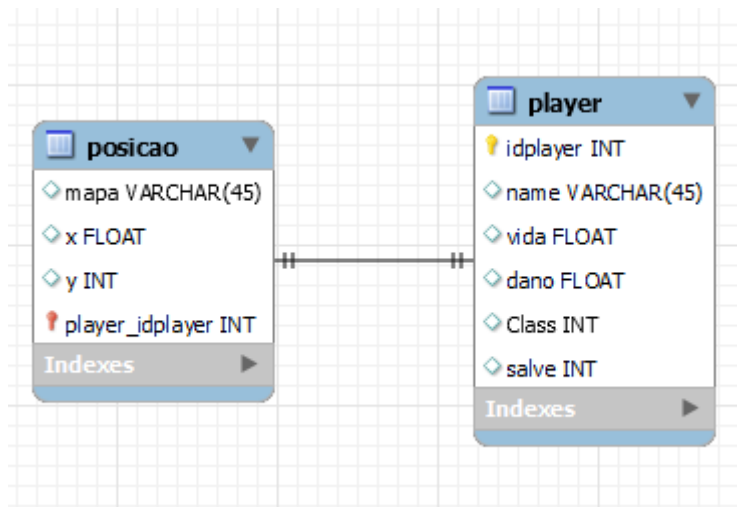 posicao
mapa VARCHAR(45)
x FLOAT
y INT
player_idplayer INT
Indexes
player
idplayer INT
name VARCHAR(45)
vida FLOAT
dano FLOAT
Class INT
salve INT
Indexes